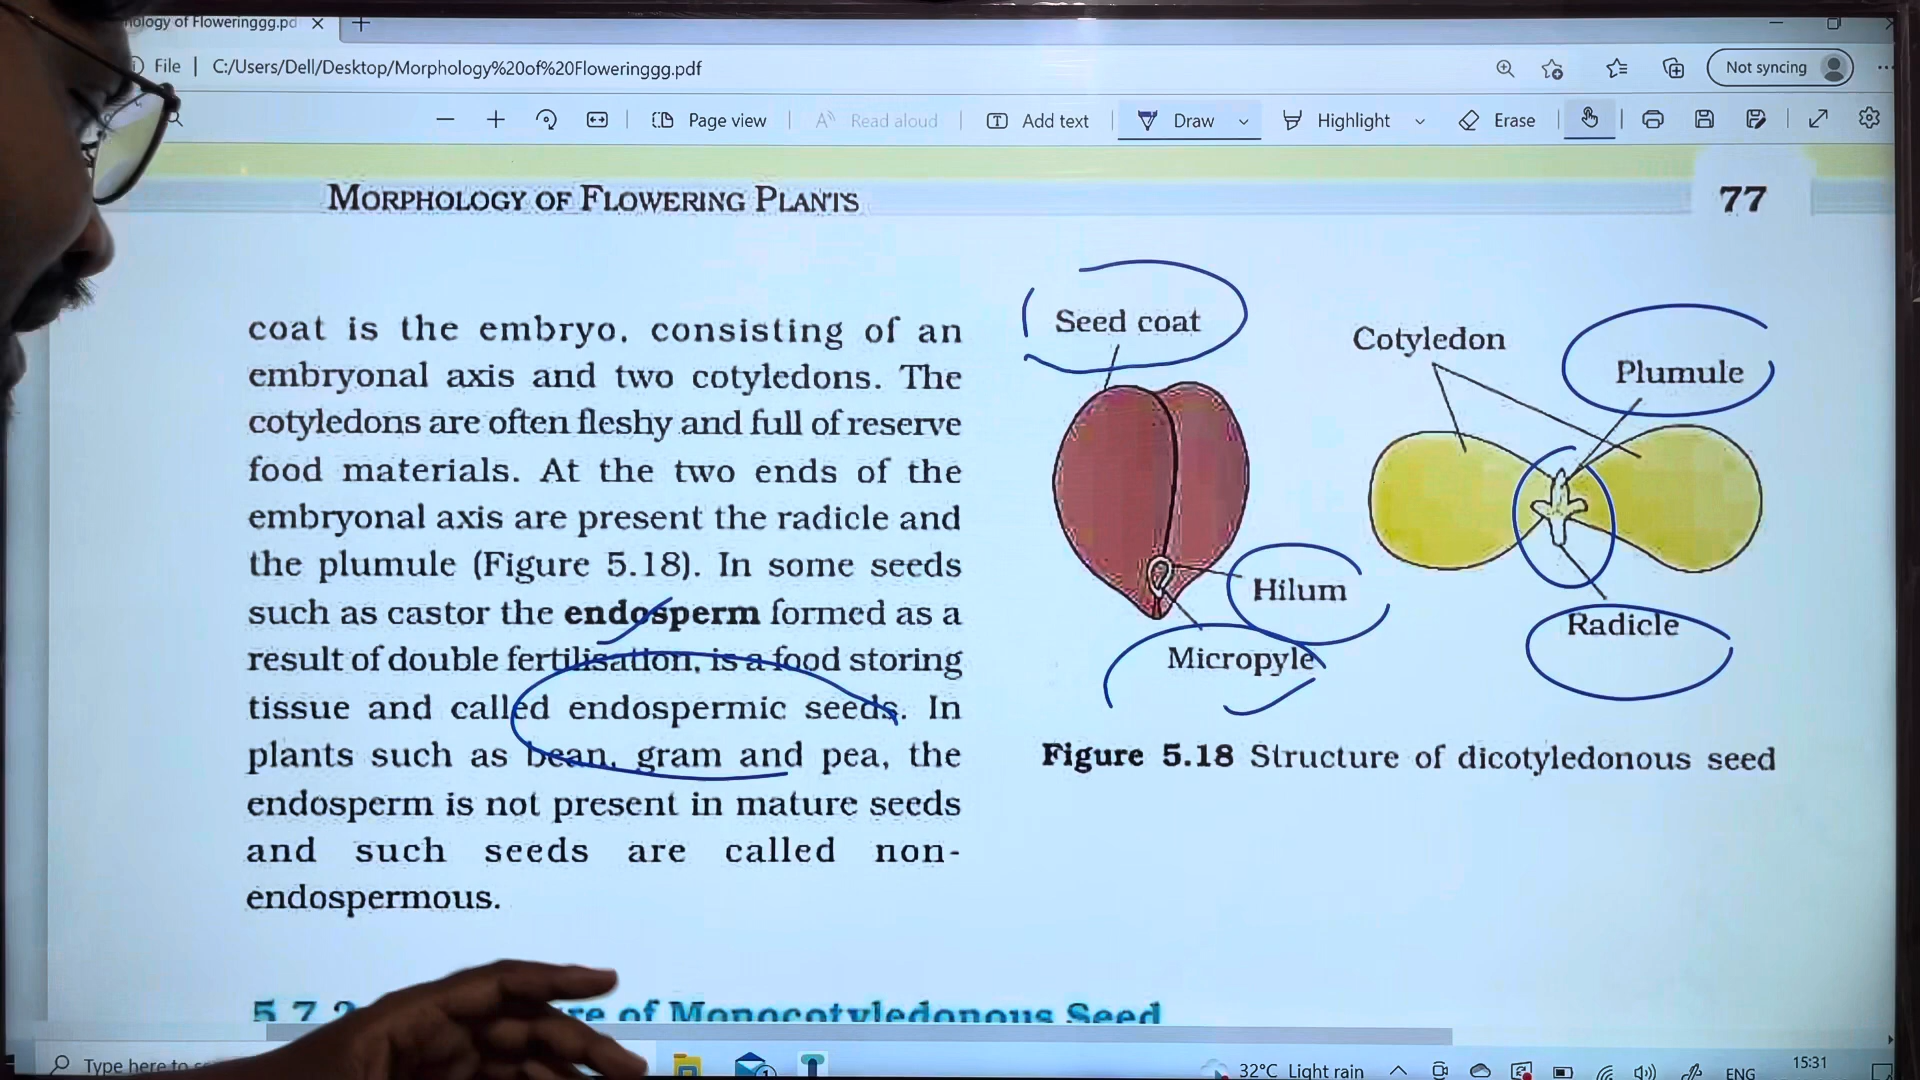 ology of Floweringgg.pd
File | C:/Users/Dell/Desktop/Morphology%20of%20Floweringgg.pdf
Not syncing
Page view
Read aloud
Add text
Draw
Highlight
Erase
MORPHOLOGY OF FLOWERING PLANTS
77
coat is the embryo, consisting of an
embryonal axis and two cotyledons. The
cotyledons are often fleshy and full of reserve
food materials. At the two ends of the
embryonal axis are present the radicle and
the plumule (Figure 5.18). In some seeds
such as castor the endosperm formed as a
result of double fertilisation, is a food storing
tissue and called endospermic seeds. In
plants such as bean, gram and pea, the
endosperm is not present in mature seeds
and such seeds are called non-
endospermous.
Seed coat
Cotyledon
Plumule
Hilum
Radicle
Micropyle
Figure 5.18 Structure of dicotyledonous seed
5.7.2 re of Monocotyledonous Seed
Type here to
32°C Light rain
ENG
15:31